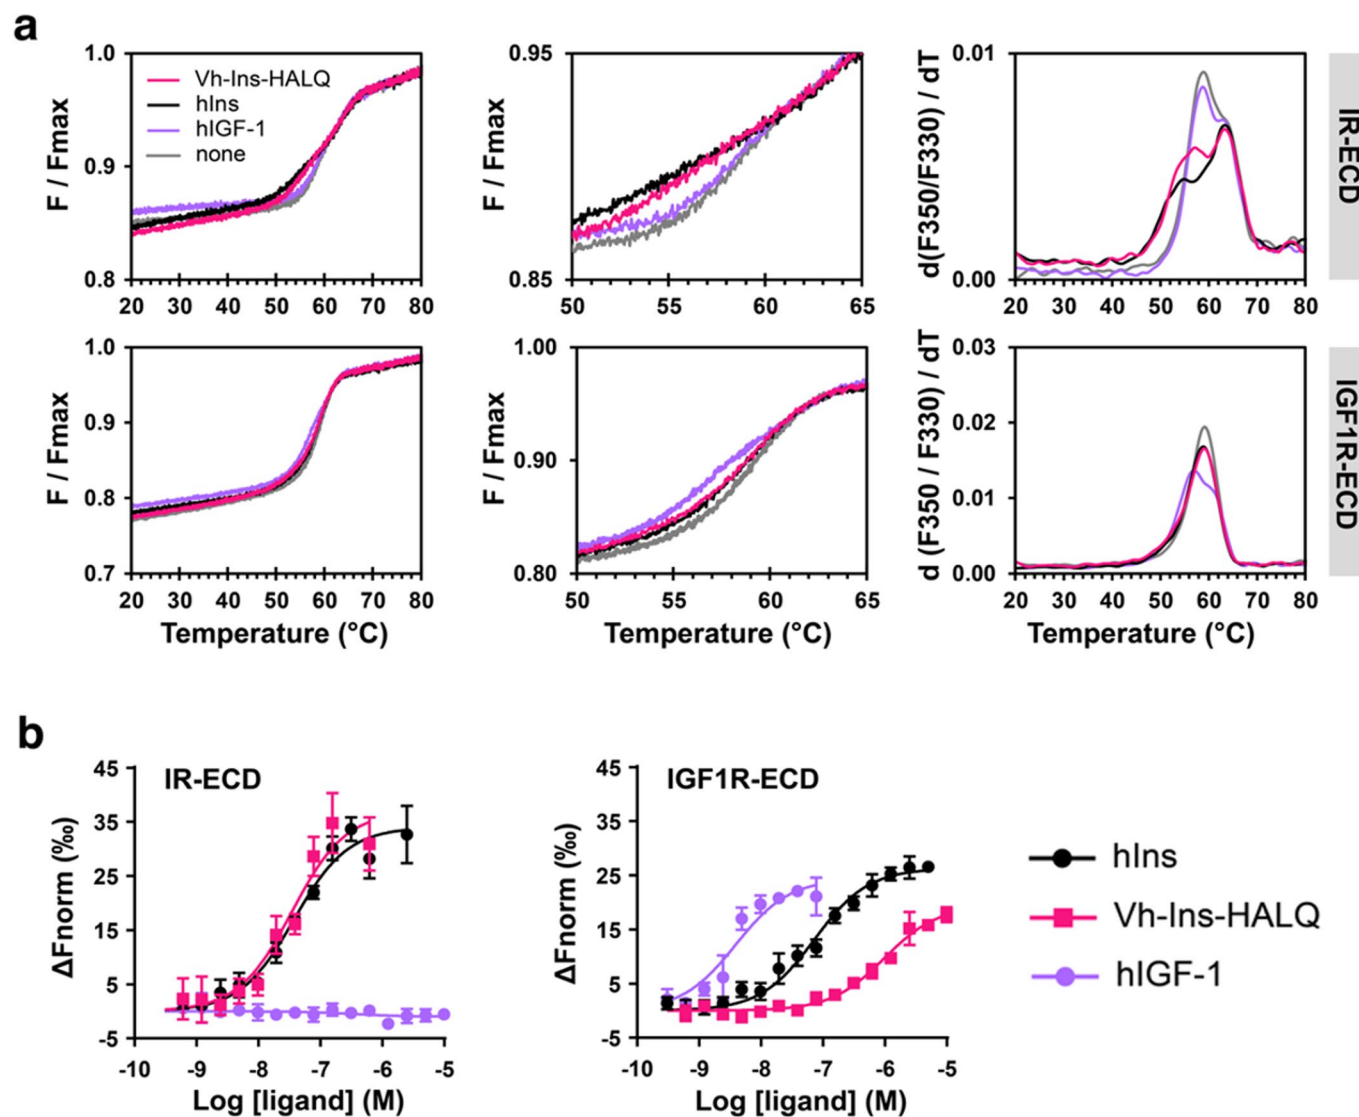 a
F / Fmax
1.0
0.9
0.8
Vh-Ins-HALQ
hIns
hIGF-1
none
20 30 40 50 60 70 80
F / Fmax
0.95
0.85
50 55 60 65
d(F350/F330) / dT
0.01
0.00
20 30 40 50 60 70 80
IR-ECD
F / Fmax
1.0
0.9
0.8
0.7
20 30 40 50 60 70 80
Temperature (°C)
F / Fmax
1.00
0.90
0.80
50 55 60 65
Temperature (°C)
d (F350 / F330) / dT
0.03
0.02
0.01
0.00
20 30 40 50 60 70 80
Temperature (°C)
IGF1R-ECD
b
ΔFnorm (‰)
45
35
25
15
5
-5
IR-ECD
-10 -9 -8 -7 -6 -5
Log [ligand] (M)
ΔFnorm (‰)
45
35
25
15
5
-5
IGF1R-ECD
-10 -9 -8 -7 -6 -5
Log [ligand] (M)
hIns
Vh-Ins-HALQ
hIGF-1